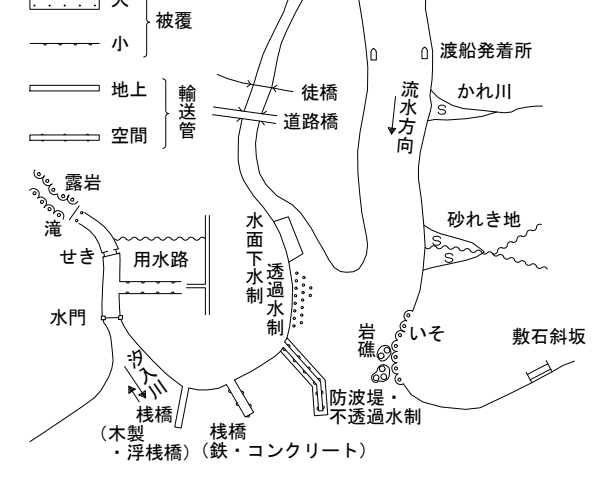 大
被覆
小
渡船発着所
地上
輸送管
徒橋
流水方向
かれ川
S
道路橋
空間
露岩
滝
水面下水制
砂れき地
S
S
せき
用水路
透過水制
水門
岩礁
いそ
敷石斜坂
汐入川
防波堤・
不透過水制
桟橋
(木製
・浮桟橋)
桟橋
(鉄・コンクリート)